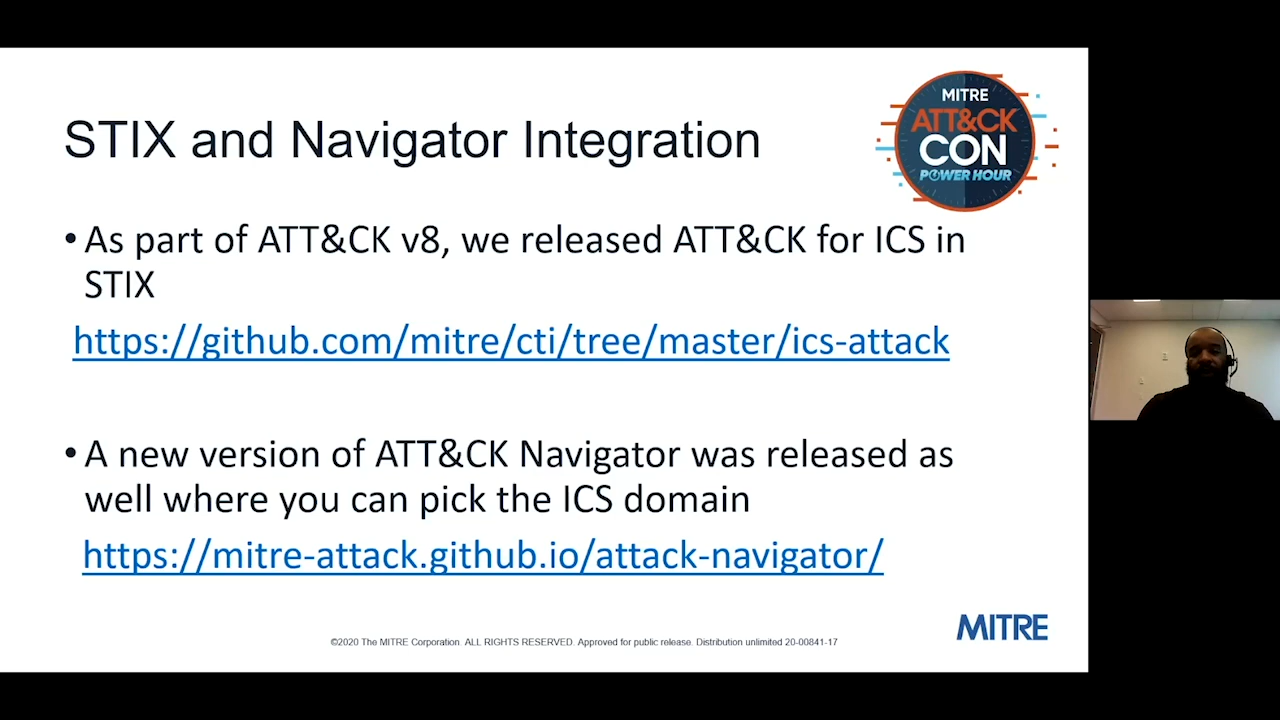 STIX and Navigator Integration
MITRE
ATT&CK
CON
POWER HOUR
• As part of ATT&CK v8, we released ATT&CK for ICS in
STIX
https://github.com/mitre/cti/tree/master/ics-attack
• A new version of ATT&CK Navigator was released as
well where you can pick the ICS domain
https://mitre-attack.github.io/attack-navigator/
©2020 The MITRE Corporation. ALL RIGHTS RESERVED. Approved for public release. Distribution unlimited 20-00841-17
MITRE